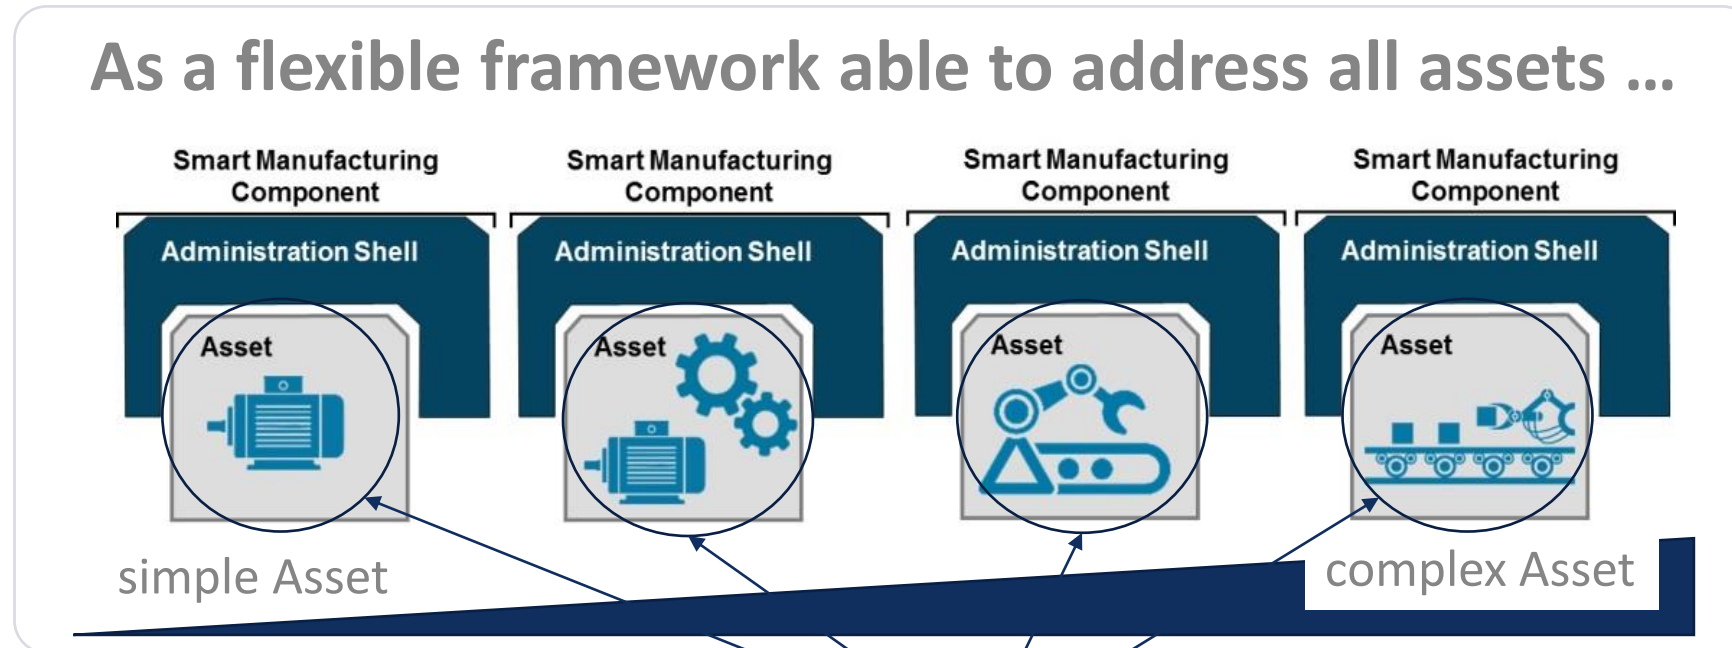 As a flexible framework able to address all assets …
Smart Manufacturing
Component
Smart Manufacturing
Component
Smart Manufacturing
Component
Smart Manufacturing
Component
Administration Shell
Administration Shell
Administration Shell
Administration Shell
Asset
Asset
Asset
Asset
simple Asset
complex Asset